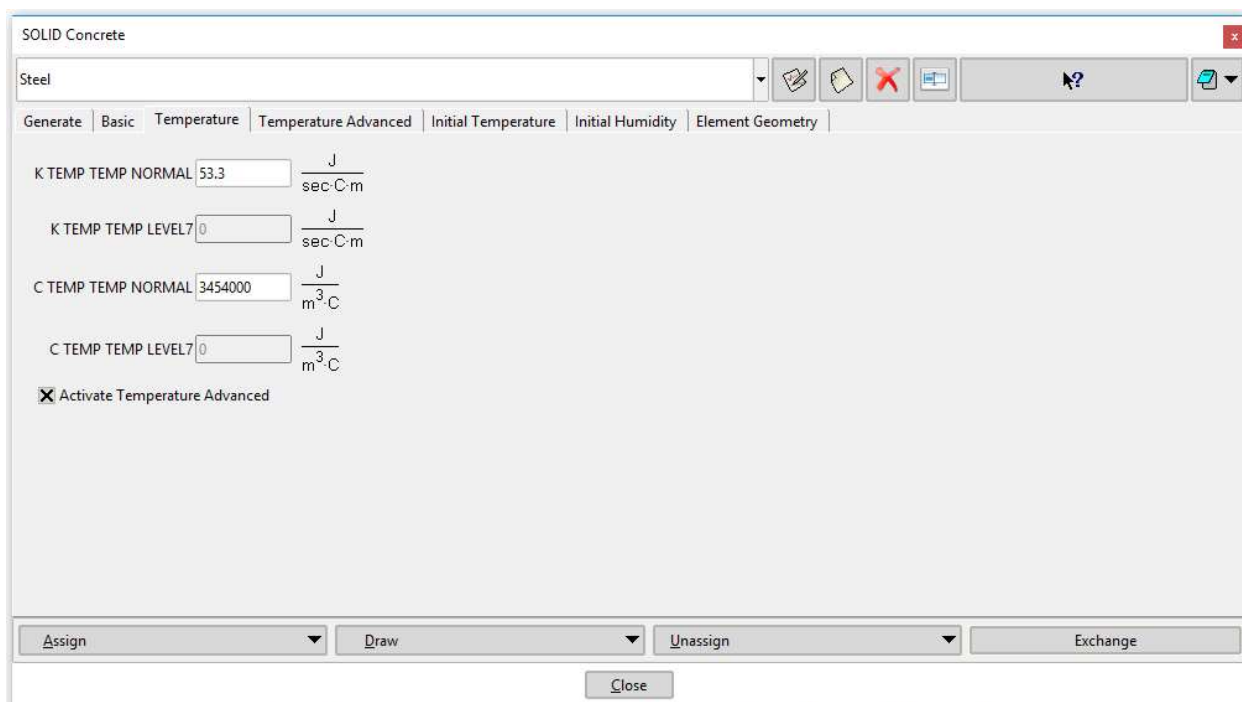 SOLID Concrete
x
Steel
?
Generate Basic Temperature Temperature Advanced Initial Temperature Initial Humidity Element Geometry
K TEMP TEMP NORMAL 53.3 J
sec·C·m
K TEMP TEMP LEVEL7 0 J
sec·C·m
C TEMP TEMP NORMAL 3454000 J
m³·C
C TEMP TEMP LEVEL7 0 J
m³·C
X Activate Temperature Advanced
Assign Draw Unassign Exchange
Close